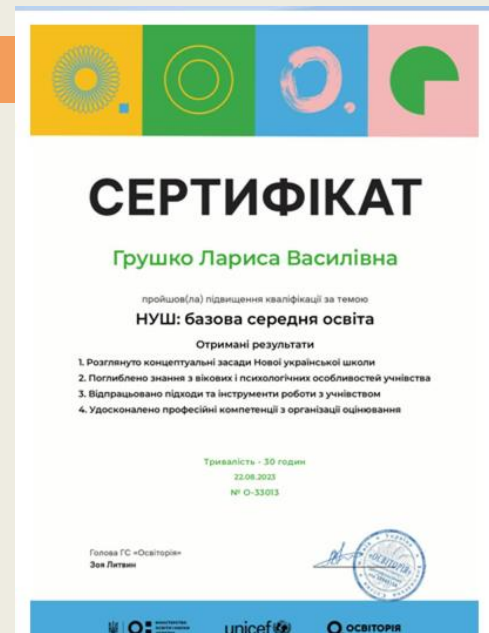 СЕРТИФІКАТ
Грушко Лариса Василівна
пройшов(ла) підвищення кваліфікації за темою
НУШ: базова середня освіта
Отримані результати
1. Розглянуто концептуальні засади Нової української школи
2. Поглиблено знання з вікових і психологічних особливостей учнівства
3. Відпрацьовано підходи та інструменти роботи з учнівством
4. Удосконалено професійні компетенції з організації оцінювання
Тривалість - 30 годин
22.08.2023
№ О-33013
Голова ГС «Освіторія»
Зоя Литвин
«ОСВІТОРІЯ»
unicef
ОСВІТОРІЯ